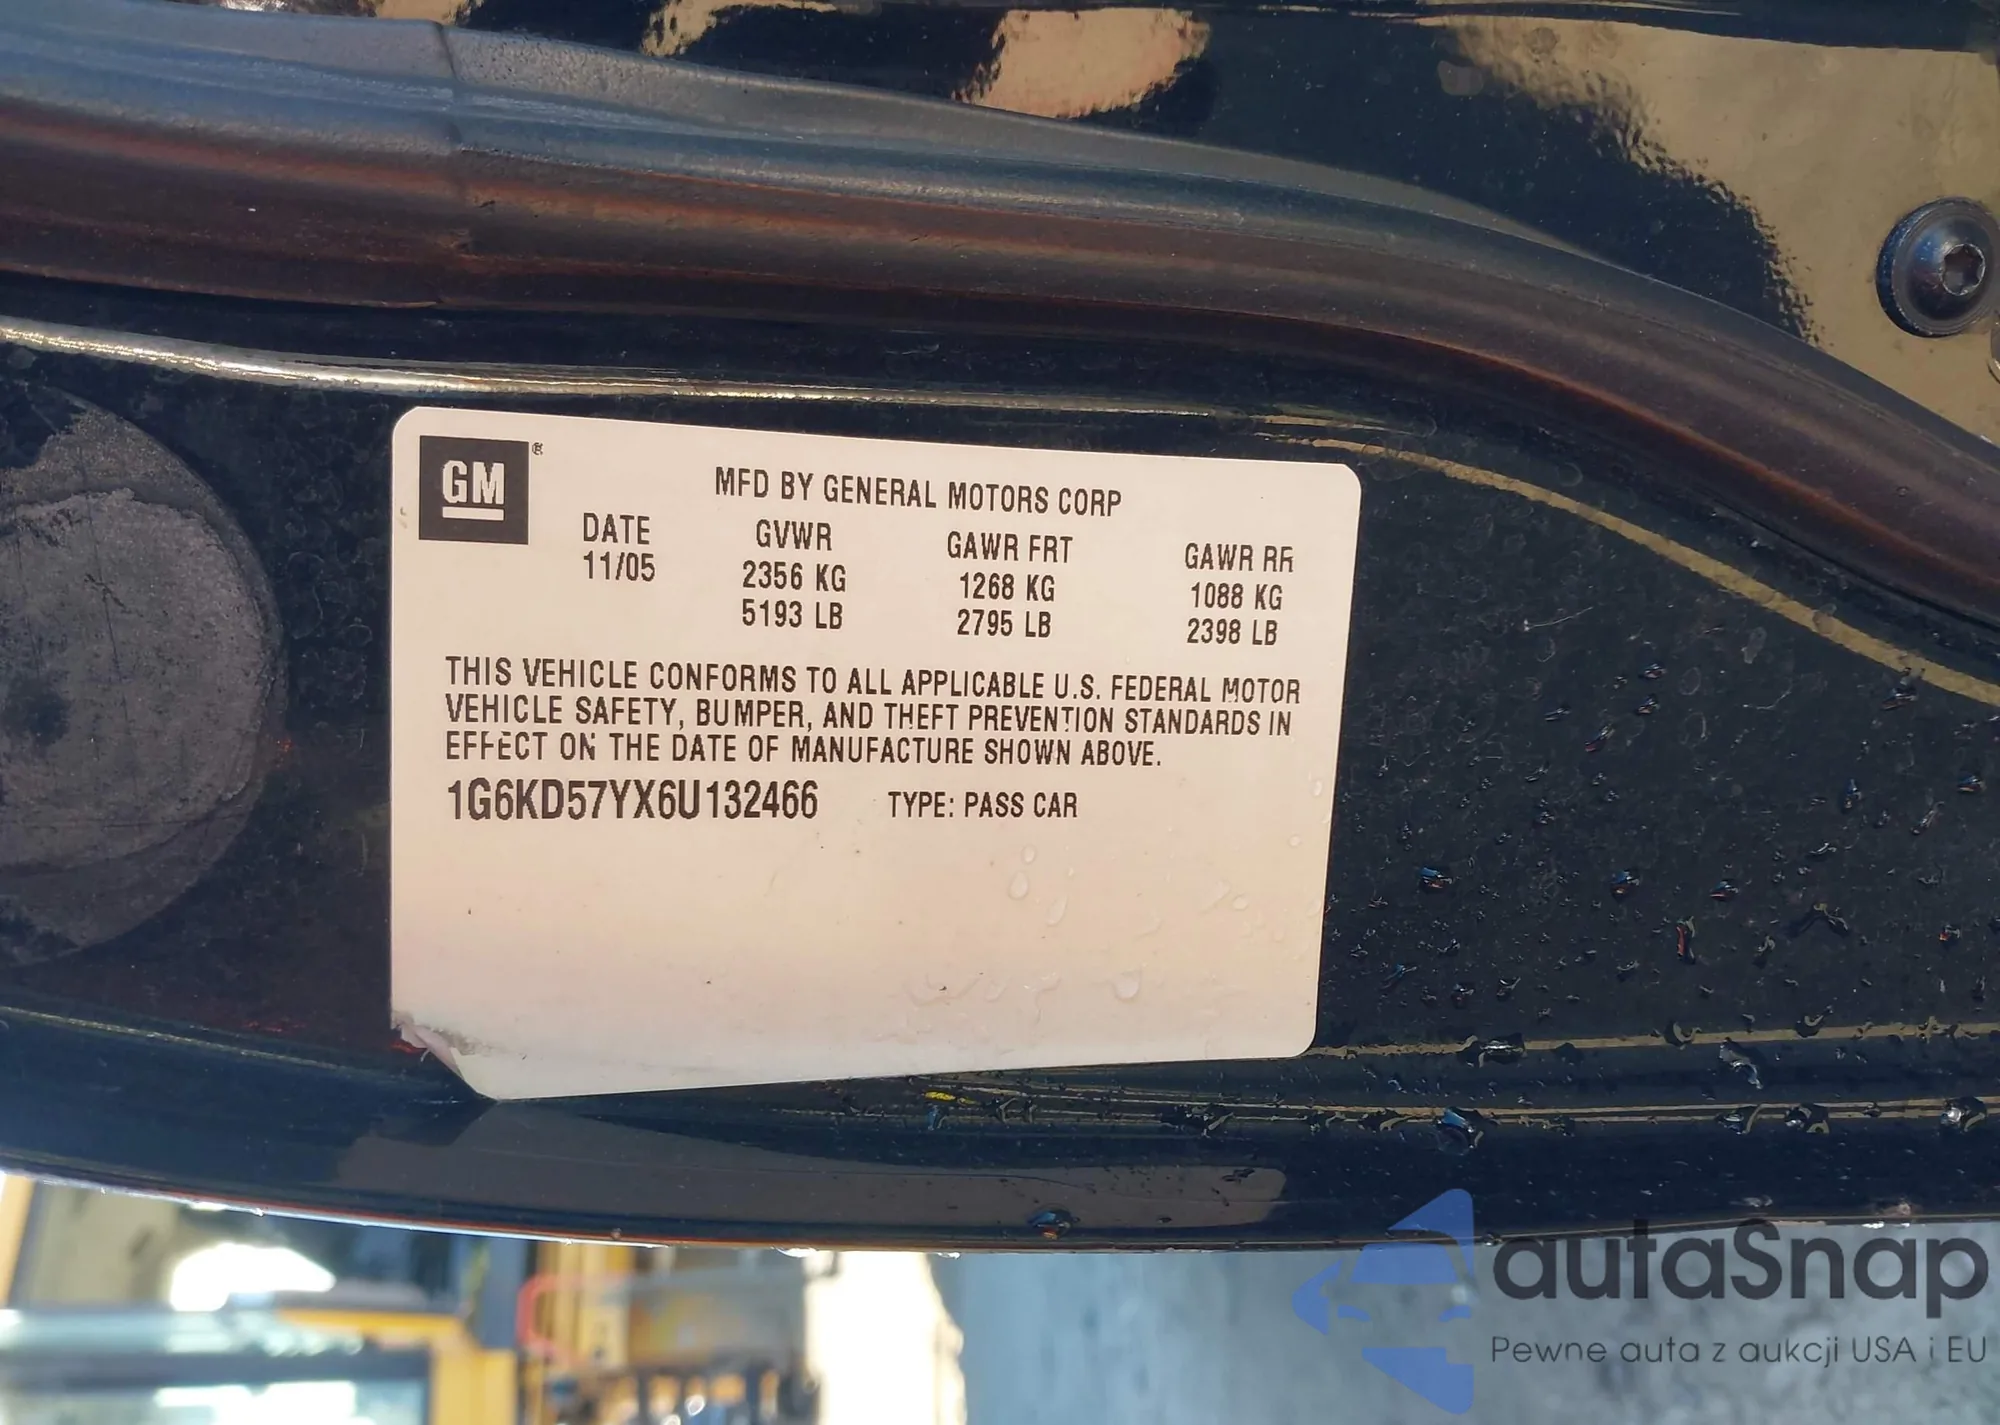 GM ®
MFD BY GENERAL MOTORS CORP
DATE GVWR GAWR FRT GAWR RR
11/05 2356 KG 1268 KG 1088 KG
5193 LB 2795 LB 2398 LB
THIS VEHICLE CONFORMS TO ALL APPLICABLE U.S. FEDERAL MOTOR
VEHICLE SAFETY, BUMPER, AND THEFT PREVENTION STANDARDS IN
EFFECT ON THE DATE OF MANUFACTURE SHOWN ABOVE.
1G6KD57YX6U132466 TYPE: PASS CAR
autaSnap
Pewne auta z aukcji USA i EU